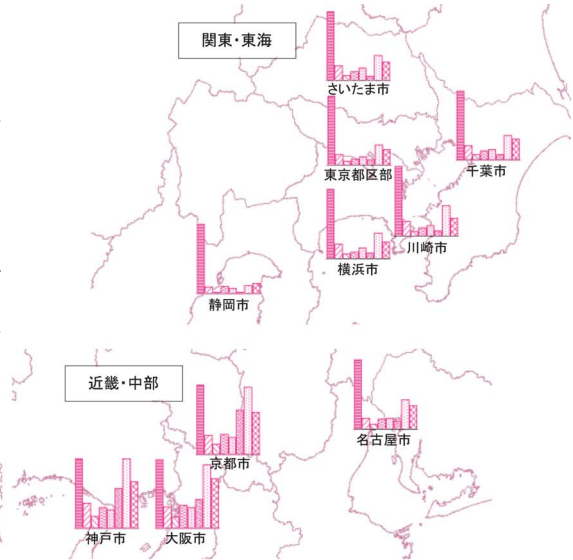 関東・東海
さいたま市
東京都区部
千葉市
川崎市
横浜市
静岡市
近畿・中部
名古屋市
京都市
神戸市
大阪市